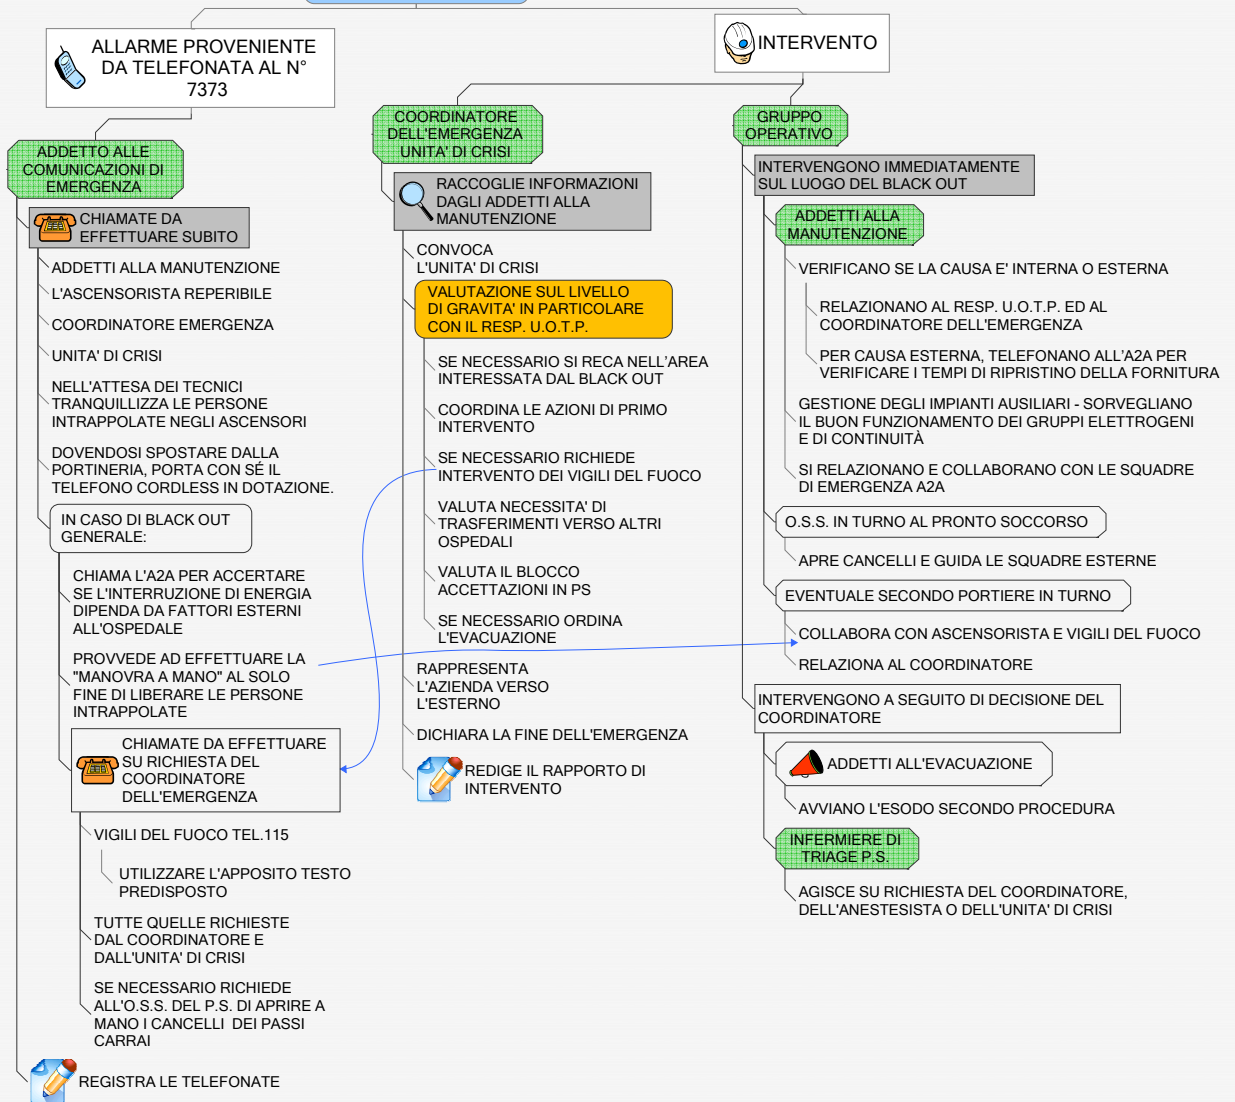 ALLARME PROVENIENTE
DA TELEFONATA AL N°
7373
ADDETTO ALLE
COMUNICAZIONI DI
EMERGENZA
CHIAMATE DA
EFFETTUARE SUBITO
ADDETTI ALLA MANUTENZIONE
L'ASCENSORISTA REPERIBILE
COORDINATORE EMERGENZA
UNITA' DI CRISI
NELL'ATTESA DEI TECNICI
TRANQUILLIZZA LE PERSONE
INTRAPPOLATE NEGLI ASCENSORI
DOVENDOSI SPOSTARE DALLA
PORTINERIA, PORTA CON SÉ IL
TELEFONO CORDLESS IN DOTAZIONE.
IN CASO DI BLACK OUT
GENERALE:
CHIAMA L'A2A PER ACCERTARE
SE L'INTERRUZIONE DI ENERGIA
DIPENDA DA FATTORI ESTERNI
ALL'OSPEDALE
PROVVEDE AD EFFETTUARE LA
"MANOVRA A MANO" AL SOLO
FINE DI LIBERARE LE PERSONE
INTRAPPOLATE
CHIAMATE DA EFFETTUARE
SU RICHIESTA DEL
COORDINATORE
DELL'EMERGENZA
VIGILI DEL FUOCO TEL.115
UTILIZZARE L'APPOSITO TESTO
PREDISPOSTO
TUTTE QUELLE RICHIESTE
DAL COORDINATORE E
DALL'UNITA' DI CRISI
SE NECESSARIO RICHIEDE
ALL'O.S.S. DEL P.S. DI APRIRE A
MANO I CANCELLI DEI PASSI
CARRAI
REGISTRA LE TELEFONATE
INTERVENTO
COORDINATORE
DELL'EMERGENZA
UNITA' DI CRISI
RACCOGLIE INFORMAZIONI
DAGLI ADDETTI ALLA
MANUTENZIONE
CONVOCA
L'UNITA' DI CRISI
VALUTAZIONE SUL LIVELLO
DI GRAVITA' IN PARTICOLARE
CON IL RESP. U.O.T.P.
SE NECESSARIO SI RECA NELL'AREA
INTERESSATA DAL BLACK OUT
COORDINA LE AZIONI DI PRIMO
INTERVENTO
SE NECESSARIO RICHIEDE
INTERVENTO DEI VIGILI DEL FUOCO
VALUTA NECESSITA' DI
TRASFERIMENTI VERSO ALTRI
OSPEDALI
VALUTA IL BLOCCO
ACCETTAZIONI IN PS
SE NECESSARIO ORDINA
L'EVACUAZIONE
RAPPRESENTA
L'AZIENDA VERSO
L'ESTERNO
DICHIARA LA FINE DELL'EMERGENZA
REDIGE IL RAPPORTO DI
INTERVENTO
GRUPPO
OPERATIVO
INTERVENGONO IMMEDIATAMENTE
SUL LUOGO DEL BLACK OUT
ADDETTI ALLA
MANUTENZIONE
VERIFICANO SE LA CAUSA E' INTERNA O ESTERNA
RELAZIONANO AL RESP. U.O.T.P. ED AL
COORDINATORE DELL'EMERGENZA
PER CAUSA ESTERNA, TELEFONANO ALL'A2A PER
VERIFICARE I TEMPI DI RIPRISTINO DELLA FORNITURA
GESTIONE DEGLI IMPIANTI AUSILIARI - SORVEGLIANO
IL BUON FUNZIONAMENTO DEI GRUPPI ELETTROGENI
E DI CONTINUITÀ
SI RELAZIONANO E COLLABORANO CON LE SQUADRE
DI EMERGENZA A2A
O.S.S. IN TURNO AL PRONTO SOCCORSO
APRE CANCELLI E GUIDA LE SQUADRE ESTERNE
EVENTUALE SECONDO PORTIERE IN TURNO
COLLABORA CON ASCENSORISTA E VIGILI DEL FUOCO
RELAZIONA AL COORDINATORE
INTERVENGONO A SEGUITO DI DECISIONE DEL
COORDINATORE
ADDETTI ALL'EVACUAZIONE
AVVIANO L'ESODO SECONDO PROCEDURA
INFERMIERE DI
TRIAGE P.S.
AGISCE SU RICHIESTA DEL COORDINATORE,
DELL'ANESTESISTA O DELL'UNITA' DI CRISI